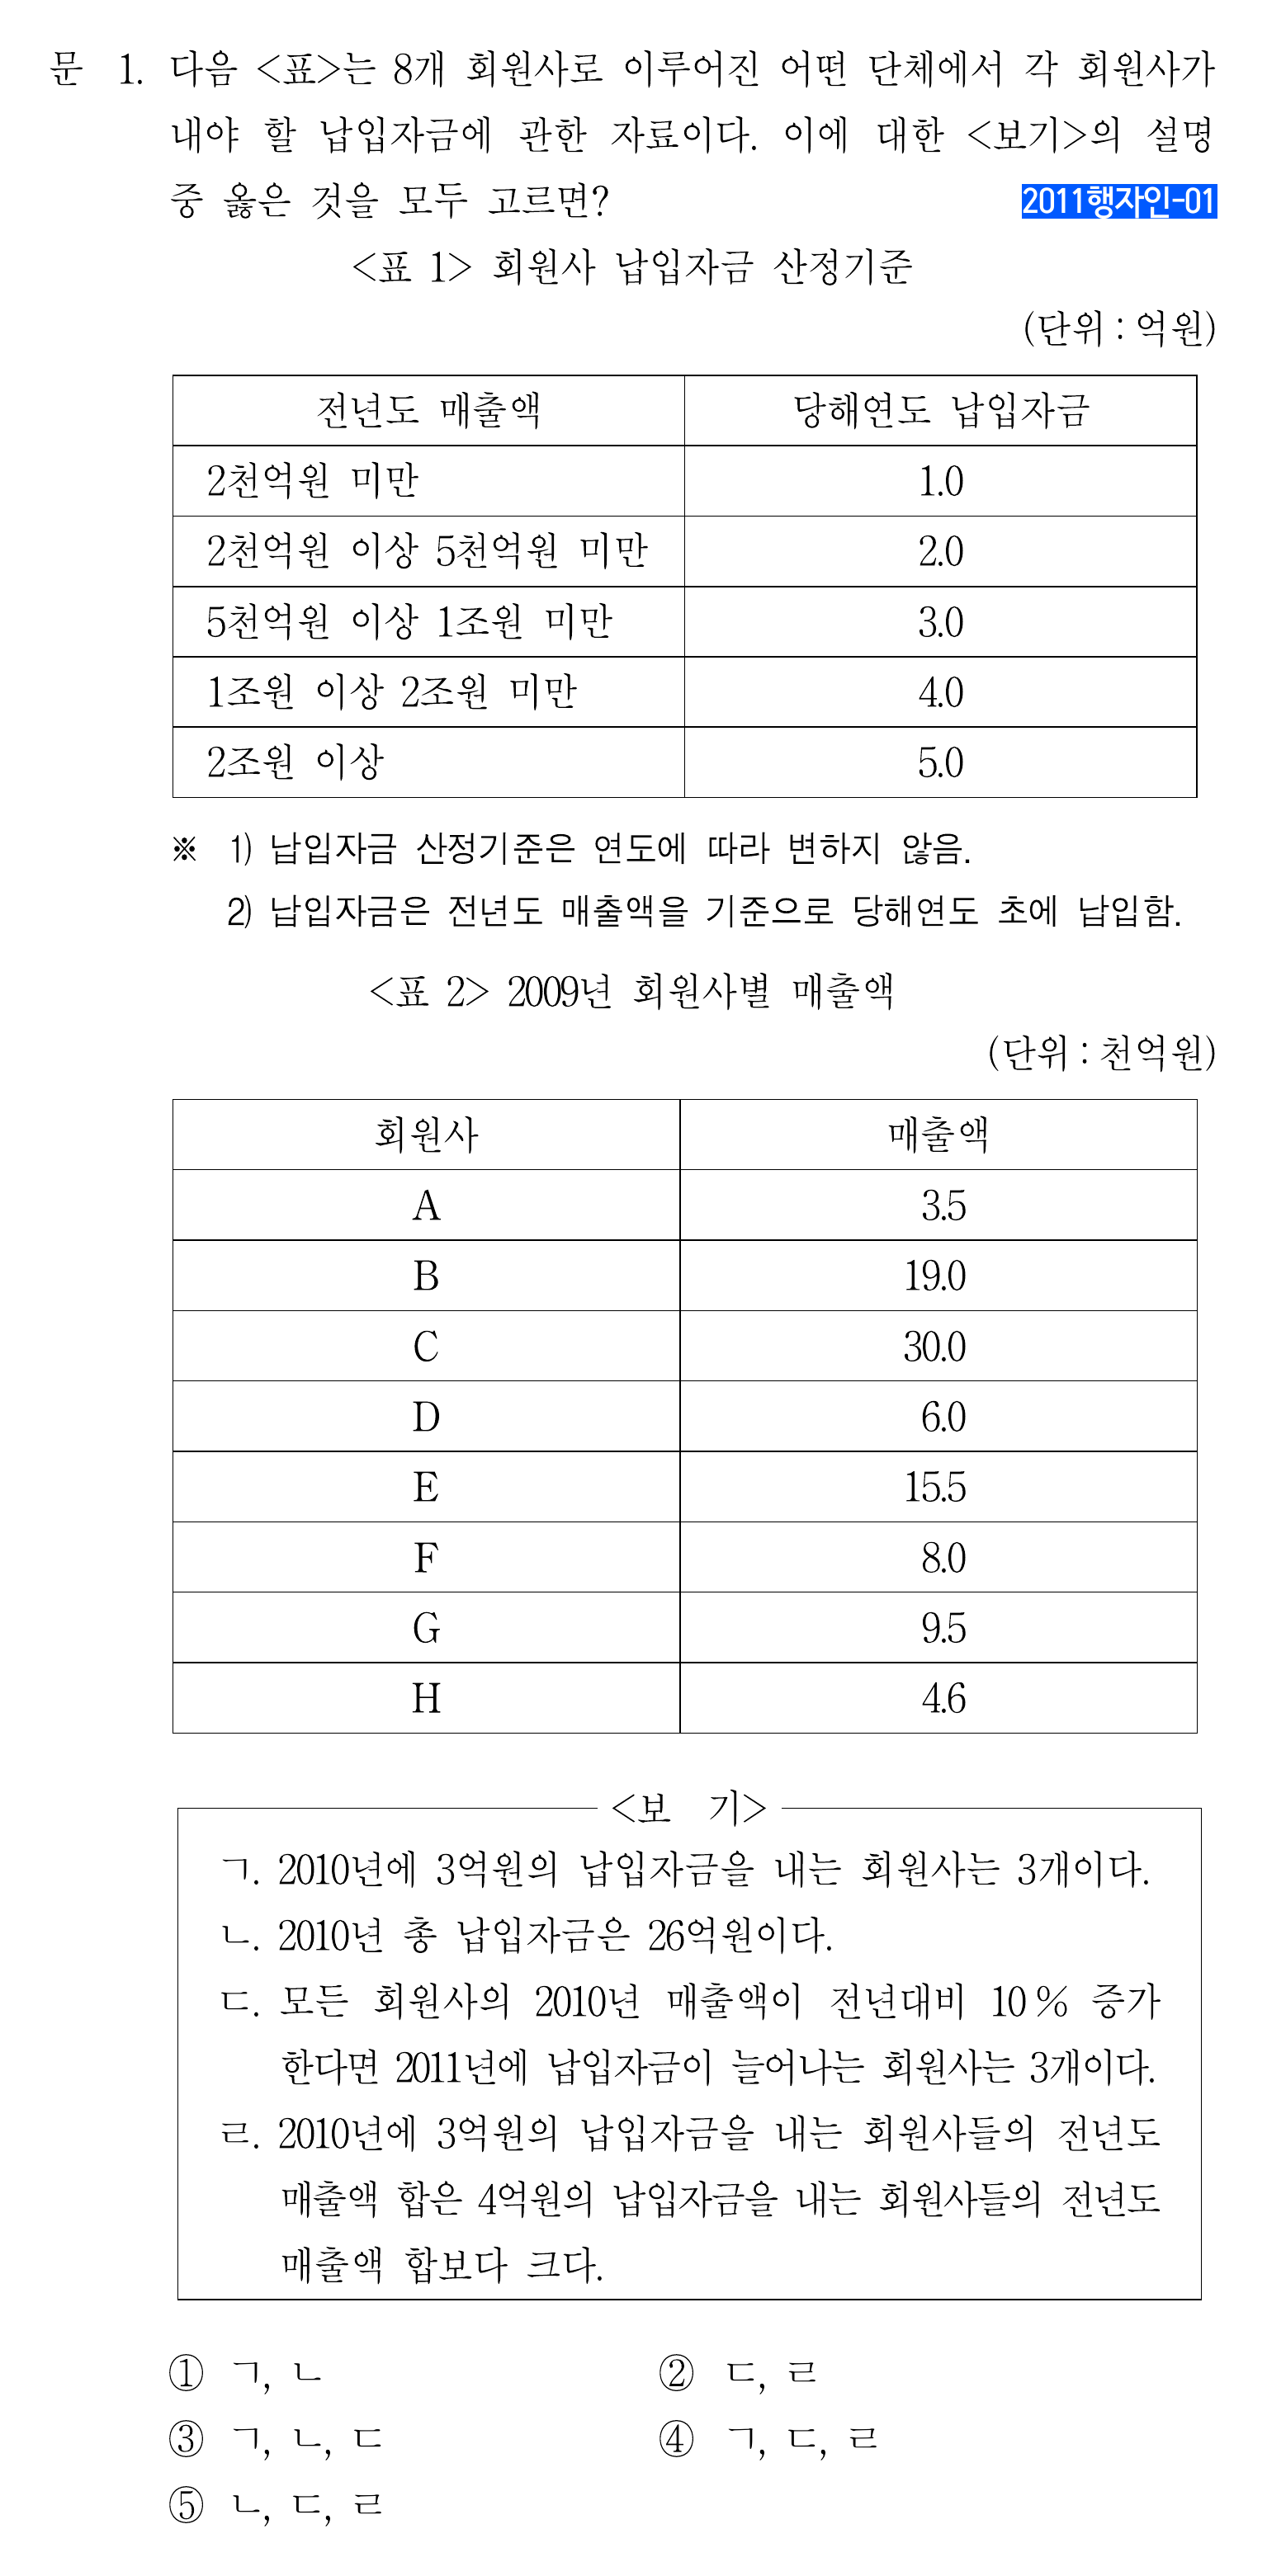 문 1. 다음 <표>는 8개 회원사로 이루어진 어떤 단체에서 각 회원사가
내야 할 납입자금에 관한 자료이다. 이에 대한 <보기>의 설명
중 옳은 것을 모두 고르면?
2011행자인-01
<표 1> 회원사 납입자금 산정기준
(단위 : 억원)
전년도 매출액 당해연도 납입자금
2천억원 미만 1.0
2천억원 이상 5천억원 미만 2.0
5천억원 이상 1조원 미만 3.0
1조원 이상 2조원 미만 4.0
2조원 이상 5.0
※ 1) 납입자금 산정기준은 연도에 따라 변하지 않음.
2) 납입자금은 전년도 매출액을 기준으로 당해연도 초에 납입함.
<표 2> 2009년 회원사별 매출액
(단위 : 천억원)
회원사 매출액
A 3.5
B 19.0
C 30.0
D 6.0
E 15.5
F 8.0
G 9.5
H 4.6
<보 기>
ㄱ. 2010년에 3억원의 납입자금을 내는 회원사는 3개이다.
ㄴ. 2010년 총 납입자금은 26억원이다.
ㄷ. 모든 회원사의 2010년 매출액이 전년대비 10 % 증가
한다면 2011년에 납입자금이 늘어나는 회원사는 3개이다.
ㄹ. 2010년에 3억원의 납입자금을 내는 회원사들의 전년도
매출액 합은 4억원의 납입자금을 내는 회원사들의 전년도
매출액 합보다 크다.
① ㄱ, ㄴ ② ㄷ, ㄹ
③ ㄱ, ㄴ, ㄷ ④ ㄱ, ㄷ, ㄹ
⑤ ㄴ, ㄷ, ㄹ